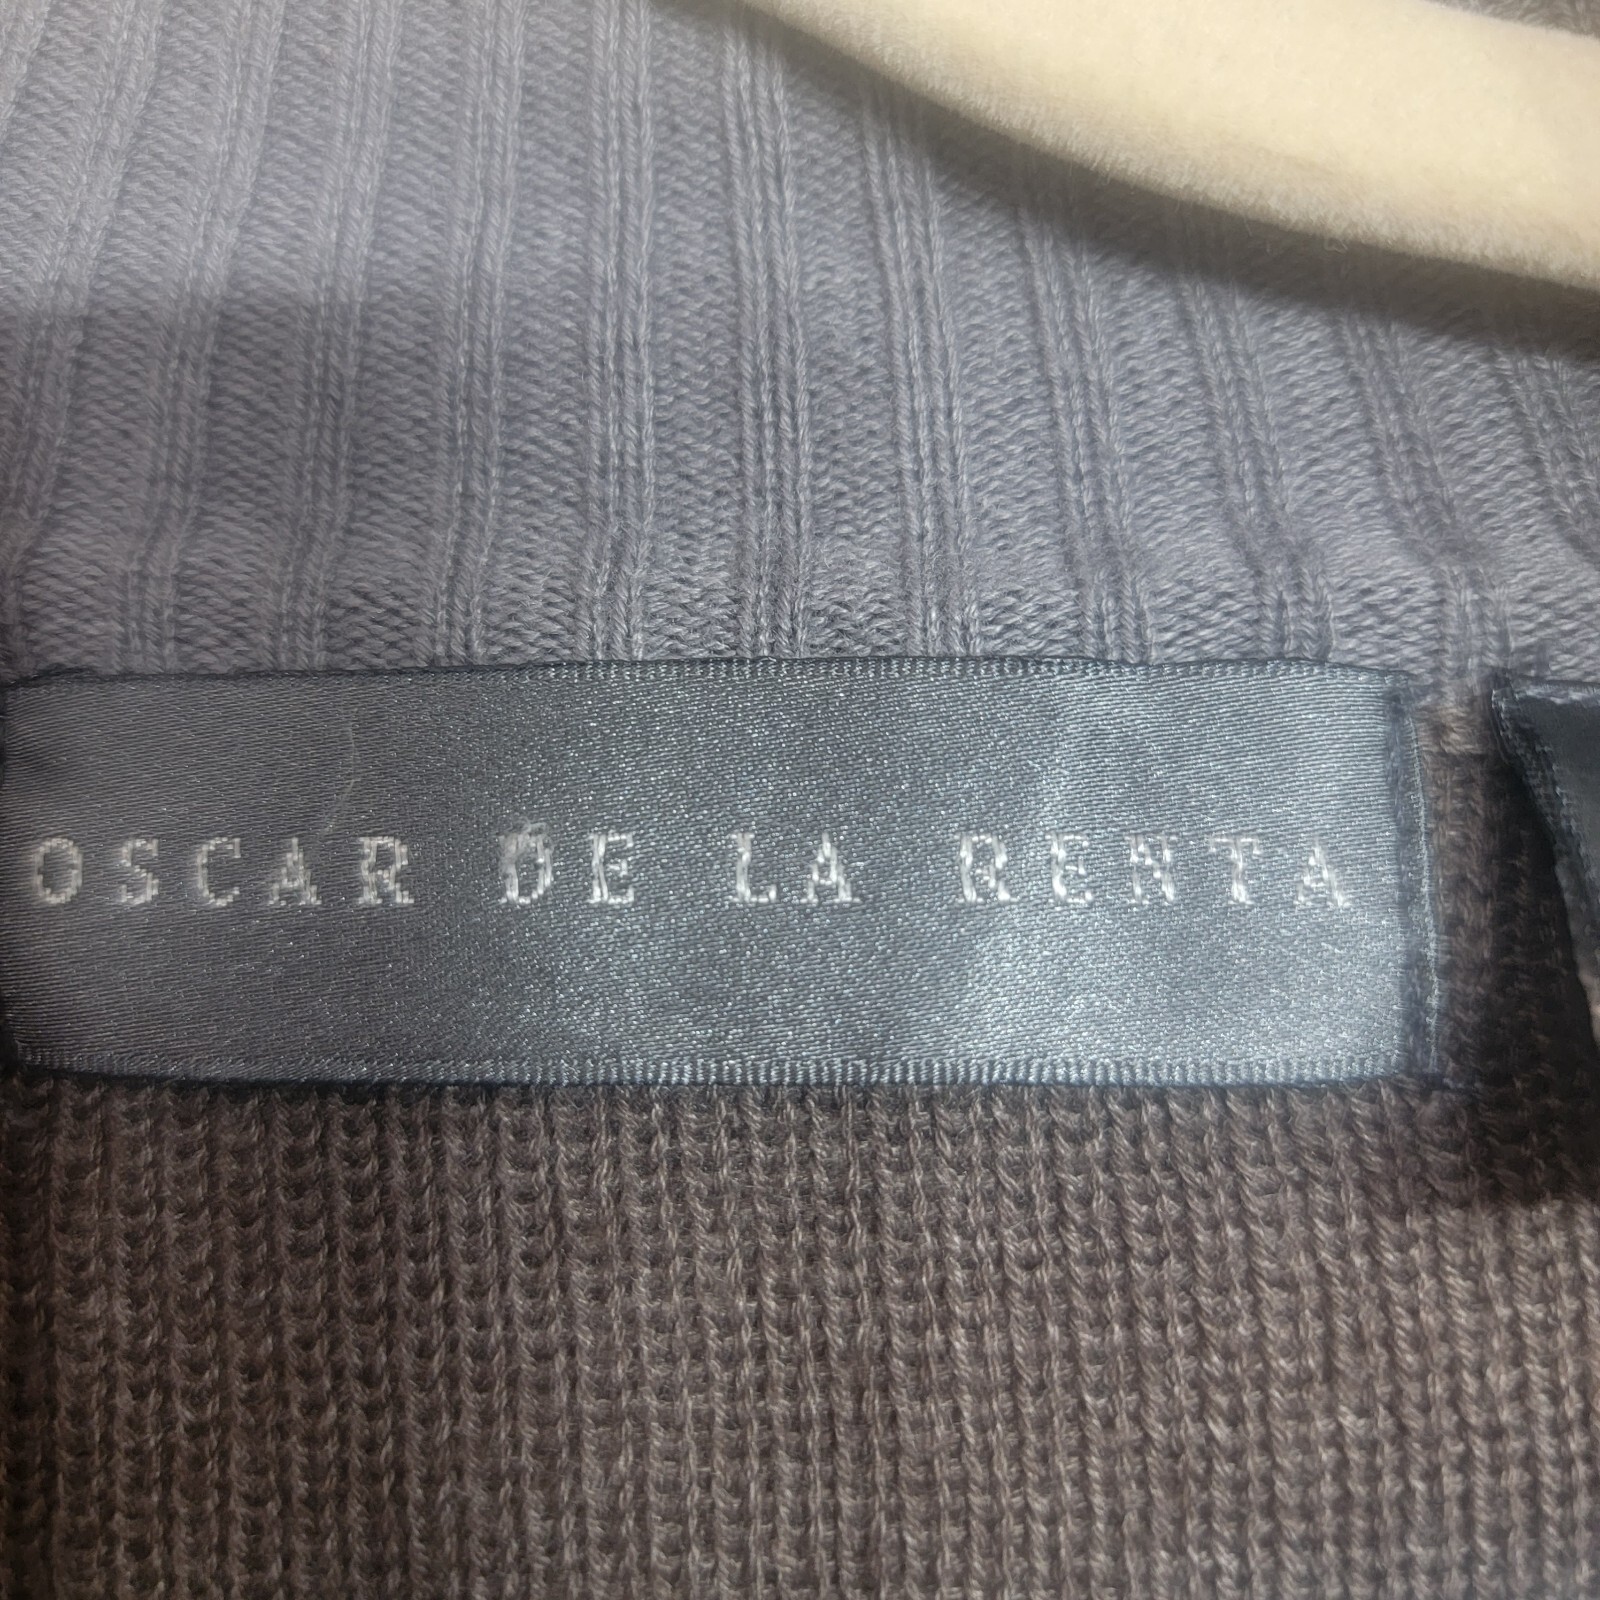 OSCAR DE LA RENTA